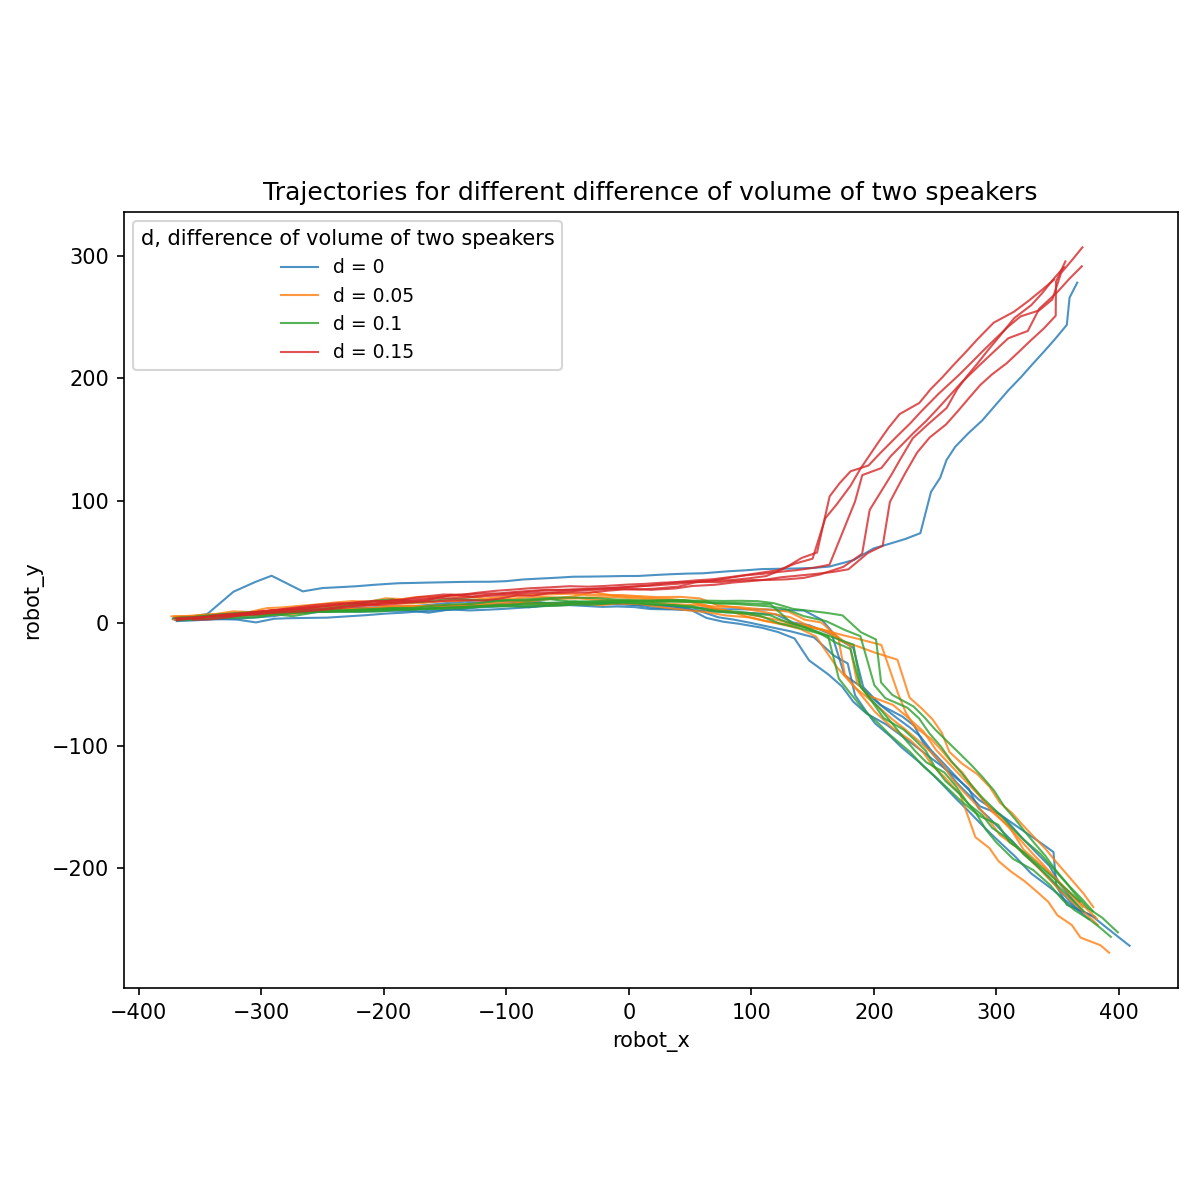 Trajectories for different difference of volume of two speakers
d, difference of volume of two speakers
d = 0
d = 0.05
d = 0.1
d = 0.15
300
200
100
0
−100
−200
robot_y
−400 −300 −200 −100 0 100 200 300 400
robot_x